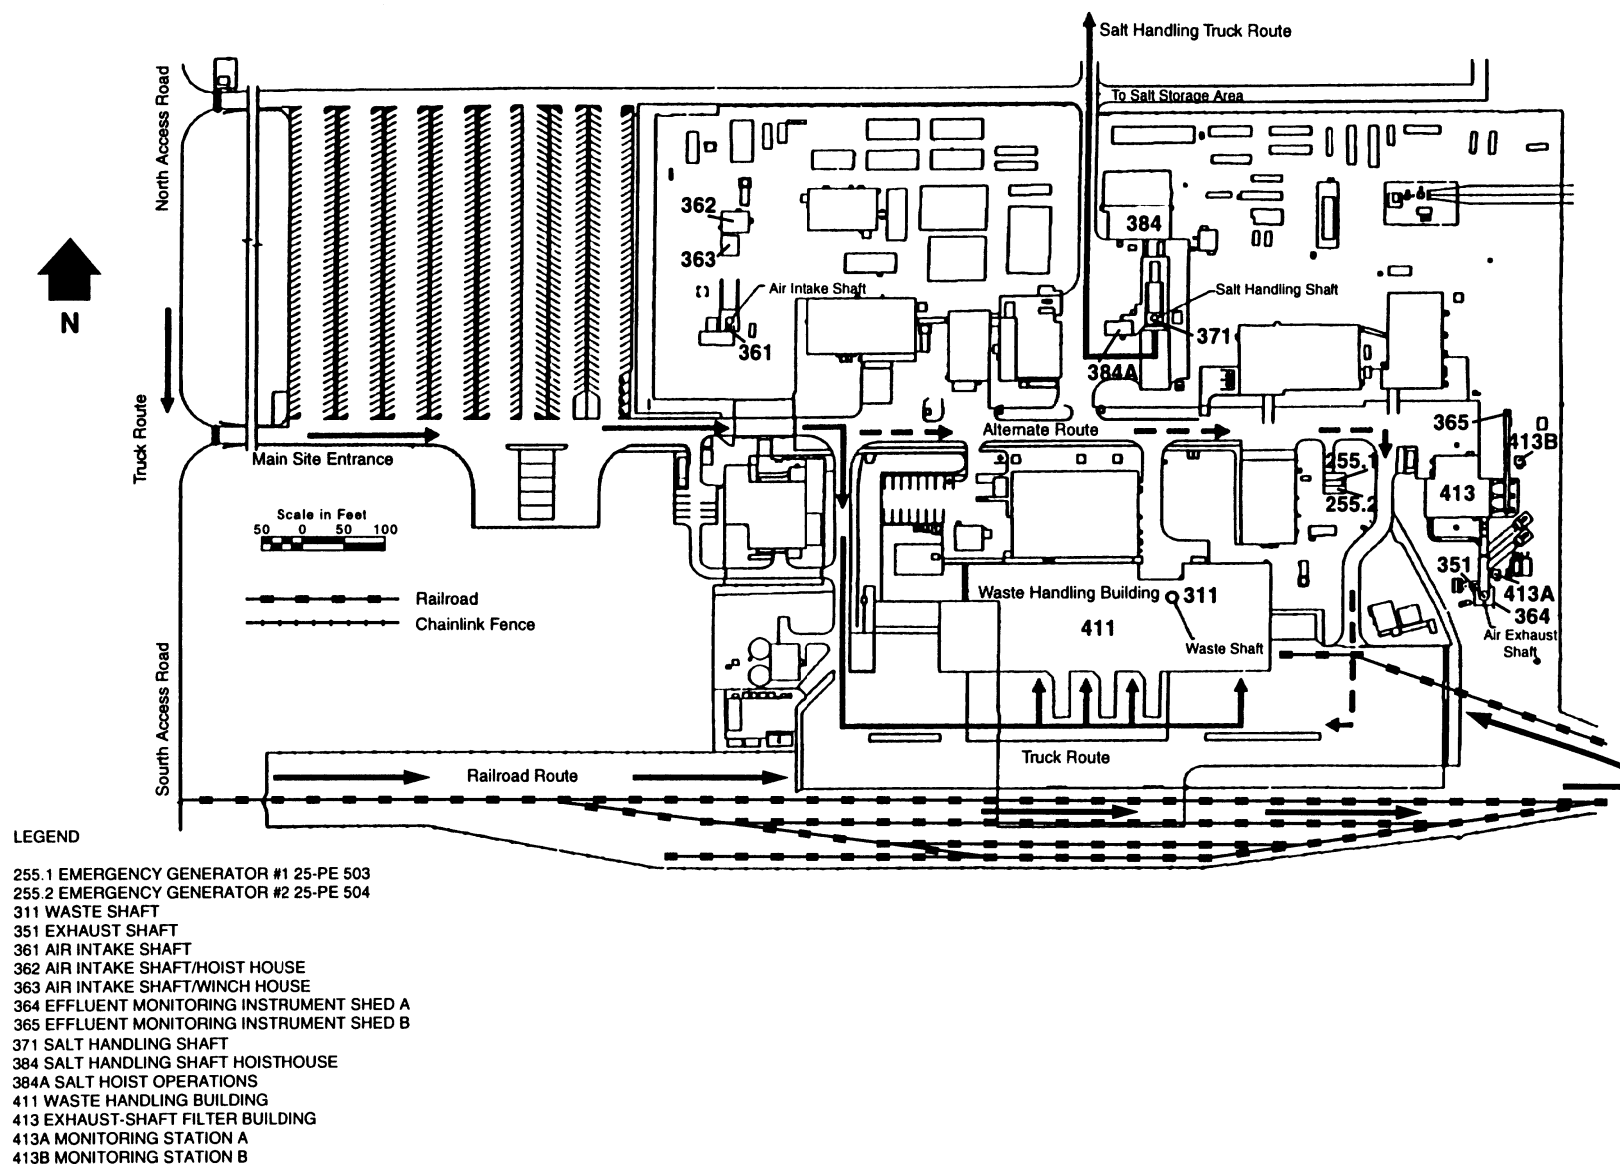 Salt Handling Truck Route
To Salt Storage Area
North Access Road
362
384
363
Air Intake Shaft
Salt Handling Shaft
N
361
371
384A
Truck Route
Main Site Entrance
Alternate Route
365
413B
255.
255.2
413
Scale in Feet
50 0 50 100
351
413A
364
Railroad
Chainlink Fence
Waste Handling Building
311
411
Waste Shaft
Air Exhaust
Shaft
Sourth Access Road
Truck Route
Railroad Route
LEGEND
255.1 EMERGENCY GENERATOR #1 25-PE 503
255.2 EMERGENCY GENERATOR #2 25-PE 504
311 WASTE SHAFT
351 EXHAUST SHAFT
361 AIR INTAKE SHAFT
362 AIR INTAKE SHAFT/HOIST HOUSE
363 AIR INTAKE SHAFT/WINCH HOUSE
364 EFFLUENT MONITORING INSTRUMENT SHED A
365 EFFLUENT MONITORING INSTRUMENT SHED B
371 SALT HANDLING SHAFT
384 SALT HANDLING SHAFT HOISTHOUSE
384A SALT HOIST OPERATIONS
411 WASTE HANDLING BUILDING
413 EXHAUST-SHAFT FILTER BUILDING
413A MONITORING STATION A
413B MONITORING STATION B